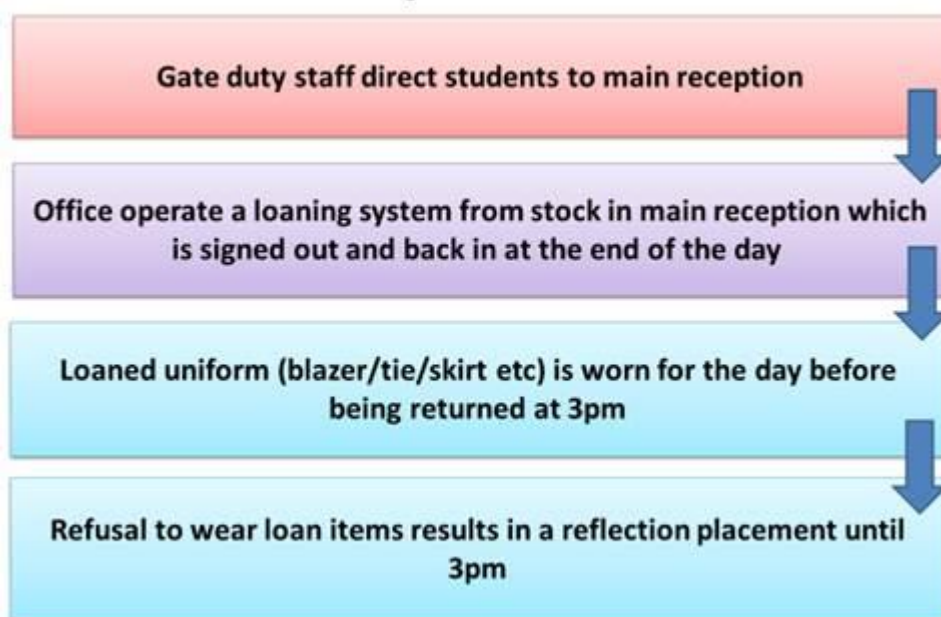 Gate duty staff direct students to main reception
Office operate a loaning system from stock in main reception which
is signed out and back in at the end of the day
Loaned uniform (blazer/tie/skirt etc) is worn for the day before
being returned at 3pm
Refusal to wear loan items results in a reflection placement until
3pm